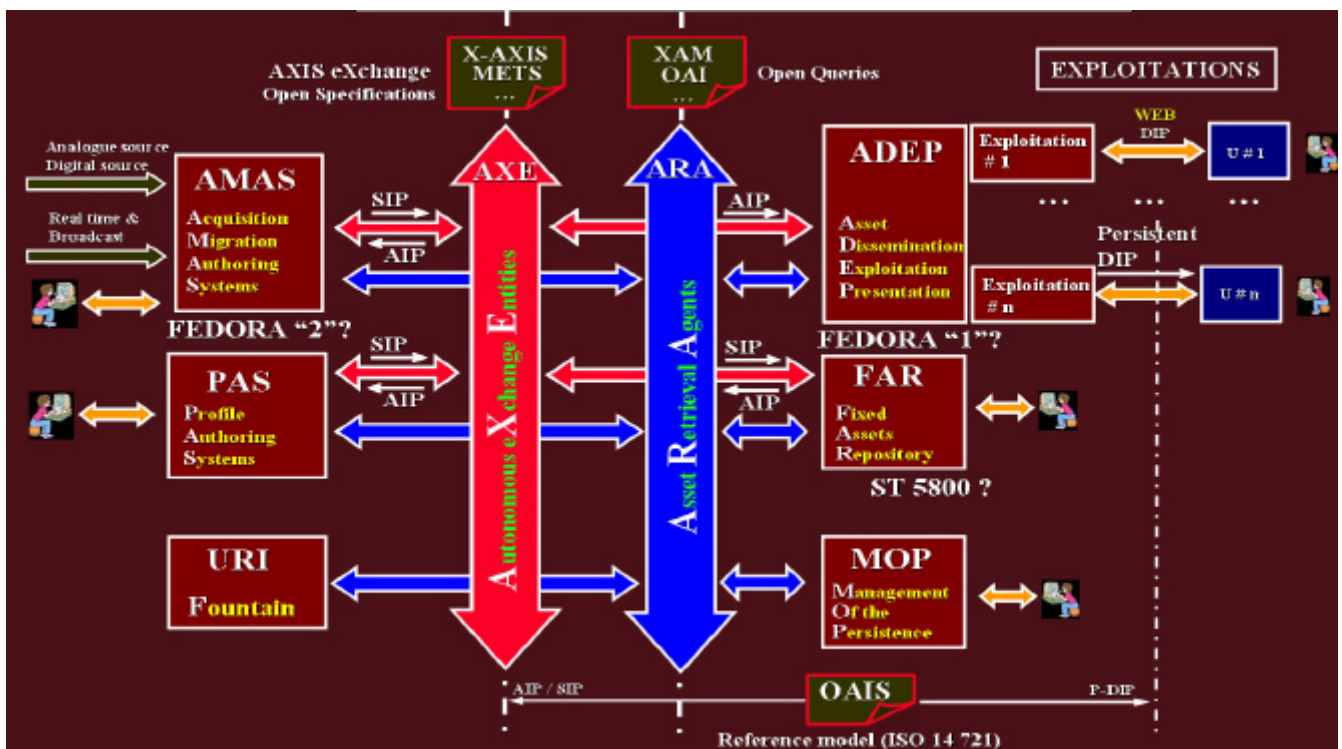 X-AXIS
METS
...
AXIS eXchange
Open Specifications
XAM
OAI
...
Open Queries
EXPLOITATIONS
Analogue source
Digital source
Real time &
Broadcast
AMAS
Acquisition
Migration
Authoring
Systems
SIP
AIP
FEDORA “2”?
AXE
Autonomous eXchange Entities
ARA
Asset Retrieval Agents
AIP
ADEP
Asset
Dissemination
Exploitation
Presentation
FEDORA “1”?
Exploitation
# 1
WEB
DIP
U # 1
...
...
...
Persistent
DIP
Exploitation
# n
U # n
PAS
Profile
Authoring
Systems
SIP
AIP
SIP
AIP
FAR
Fixed
Assets
Repository
ST 5800 ?
URI
Fountain
MOP
Management
Of the
Persistence
AIP / SIP
OAIS
P-DIP
Reference model (ISO 14 721)